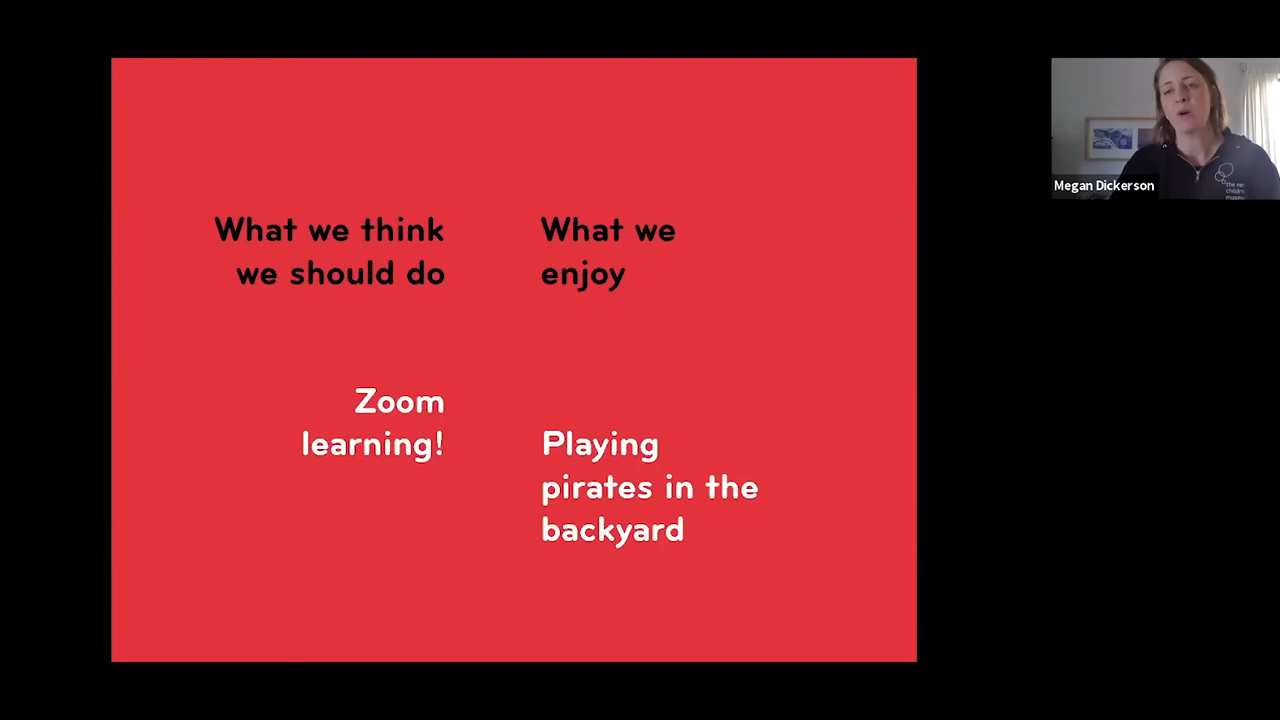 What we think
we should do
What we
enjoy
Zoom
learning!
Playing
pirates in the
backyard
Megan Dickerson